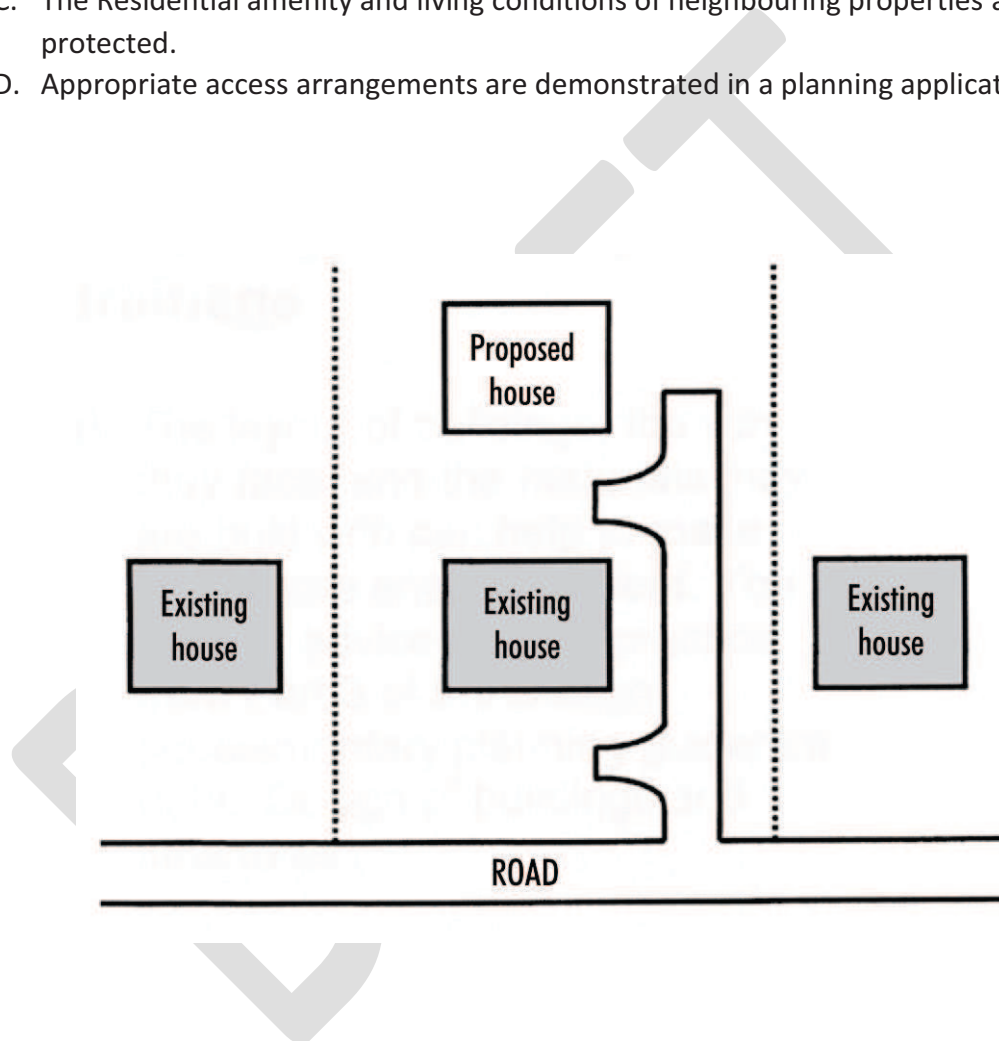 C. The Residential amenity and living conditions of neighbouring properties a
protected.
D. Appropriate access arrangements are demonstrated in a planning applicat
Proposed
house
Existing
house
Existing
house
Existing
house
ROAD